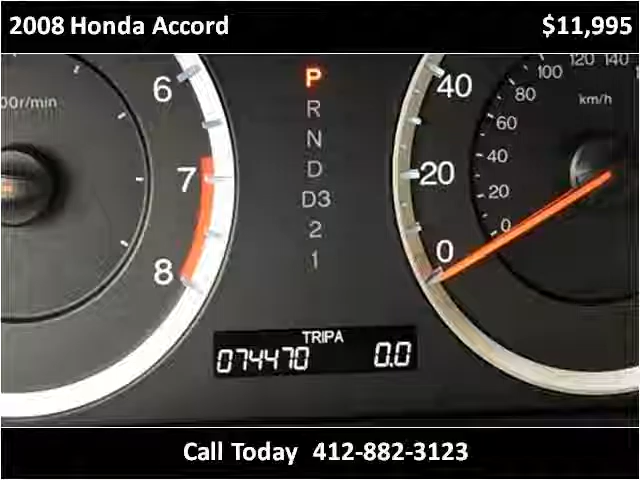 2008 Honda Accord $11,995
6 7 8
00r/min
P
R
N
D
D3
2
1
40 20 0
120 140
100
80
60
40
20
0
km/h
TRIPA
074470 0.0
Call Today 412-882-3123